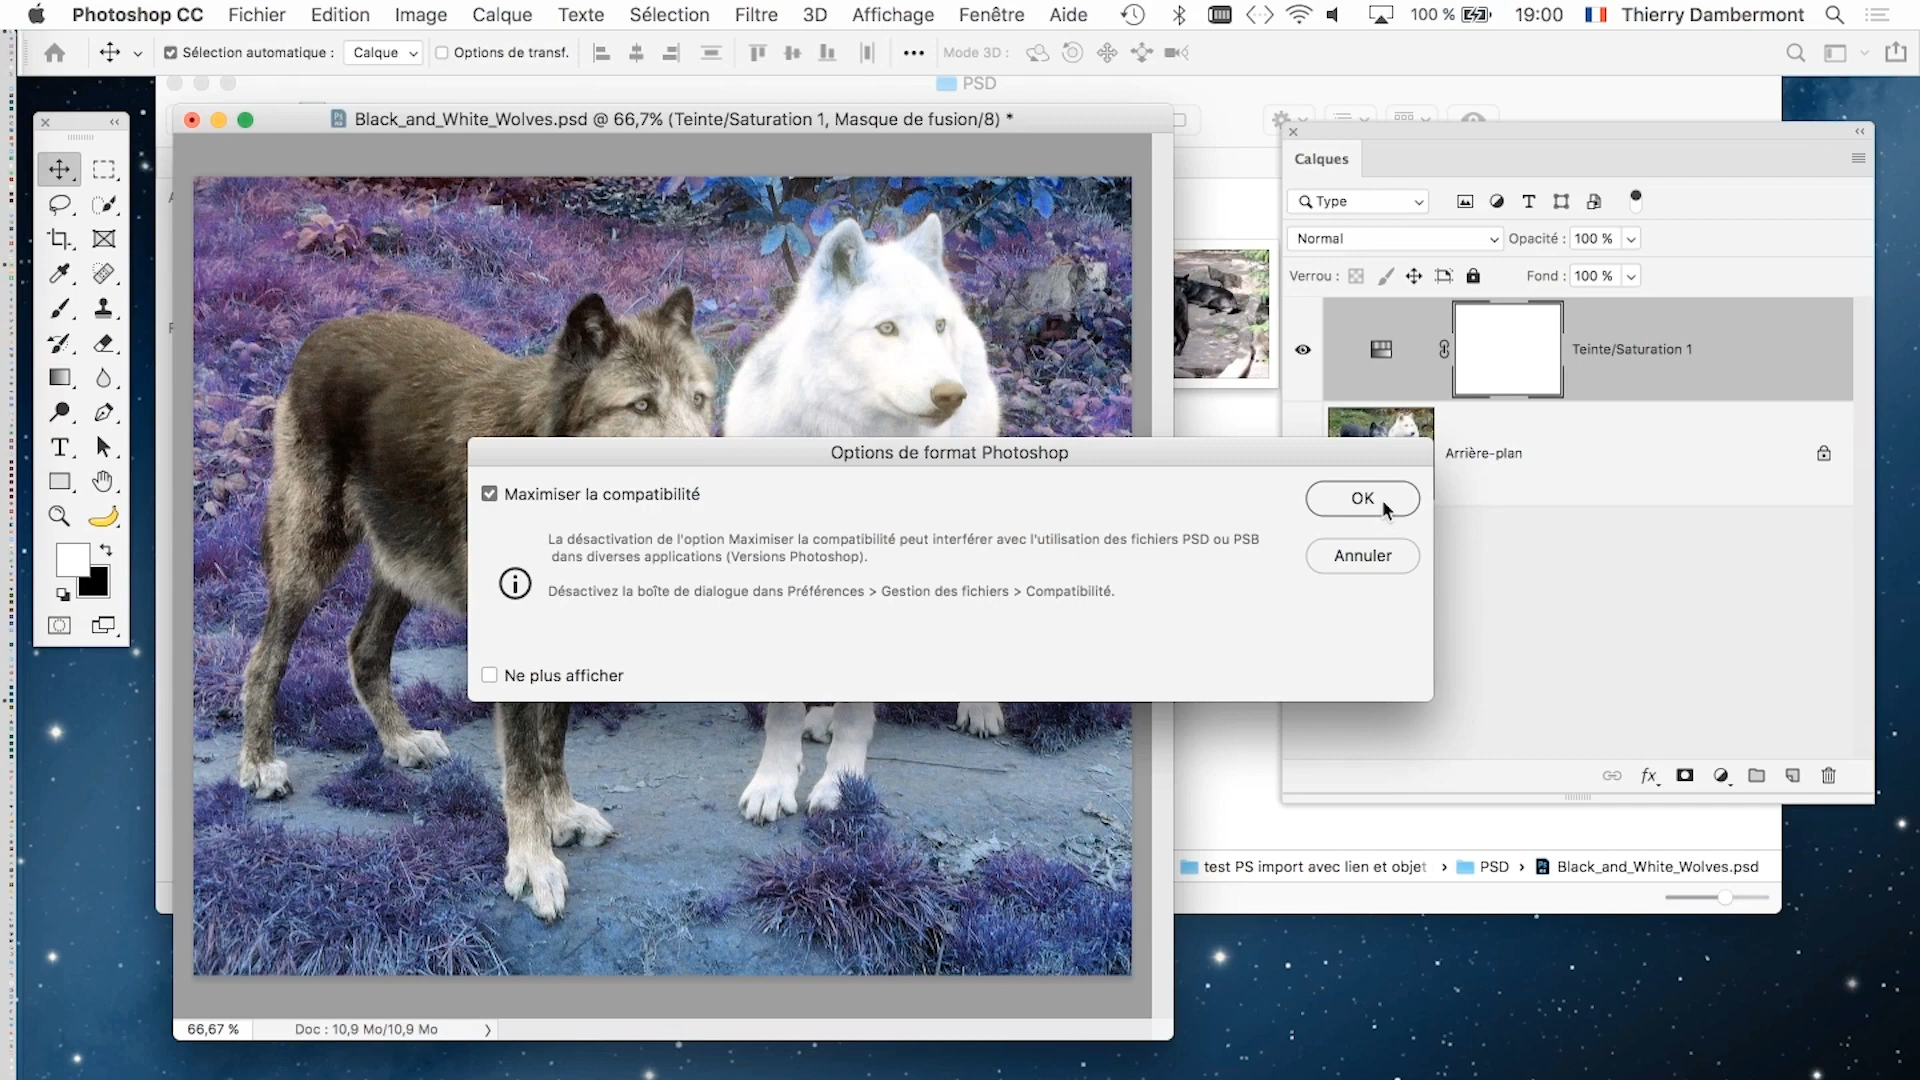 Photoshop CC Fichier Edition Image Calque Texte Sélection Filtre 3D Affichage Fenêtre Aide 100 % 19:00 Thierry Dambermont
Sélection automatique : Calque Options de transf. Mode 3D :
PSD
Black_and_White_Wolves.psd @ 66,7% (Teinte/Saturation 1, Masque de fusion/8) *
Calques
Type
Normal Opacité : 100 %
Verrou : Fond : 100 %
Teinte/Saturation 1
Arrière-plan
Options de format Photoshop
Maximiser la compatibilité
OK
La désactivation de l'option Maximiser la compatibilité peut interférer avec l'utilisation des fichiers PSD ou PSB
dans diverses applications (Versions Photoshop).
Annuler
Désactivez la boîte de dialogue dans Préférences > Gestion des fichiers > Compatibilité.
Ne plus afficher
fx
test PS import avec lien et objet › PSD › Black_and_White_Wolves.psd
66,67 % Doc : 10,9 Mo/10,9 Mo